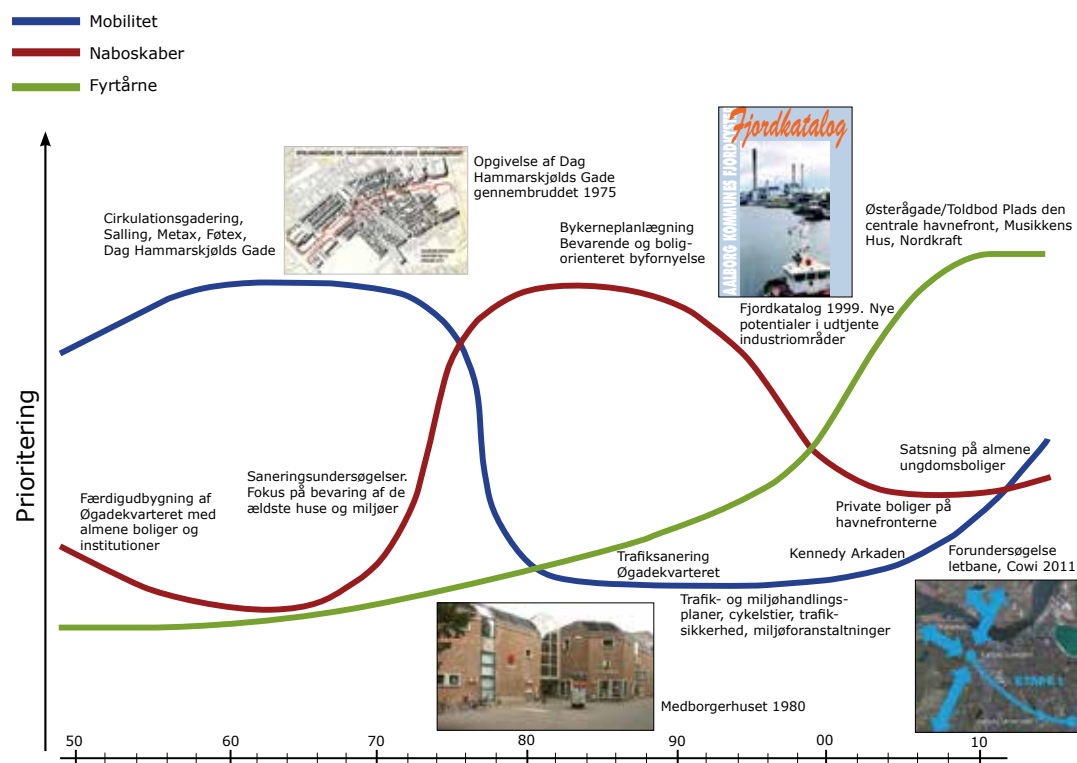 Mobilitet
Naboskaber
Fyrtårne
Prioritering
Cirkulationsgadering,
Salling, Metax, Føtex,
Dag Hammarskjølds Gade
Opgivelse af Dag
Hammarskjølds Gade
gennembruddet 1975
Bykerneplanlægning
Bevarende og bolig-
orienteret byfornyelse
Fjordkatalog
AALBORG KOMMUNES FJORDKYSTER
Østerågade/Toldbod Plads den
centrale havnefront, Musikkens
Hus, Nordkraft
Fjordkatalog 1999. Nye
potentialer i udtjente
industriområder
Færdigudbygning af
Øgadekvarteret med
almene boliger og
institutioner
Saneringsundersøgelser.
Fokus på bevaring af de
ældste huse og miljøer
Satsning på almene
ungdomsboliger
Private boliger på
havnefronterne
Trafiksanering
Øgadekvarteret
Kennedy Arkaden
Forundersøgelse
letbane, Cowi 2011
Trafik- og miljøhandlings-
planer, cykelstier, trafik-
sikkerhed, miljøforanstaltninger
ETAPE 1
Medborgerhuset 1980
50 60 70 80 90 00 10